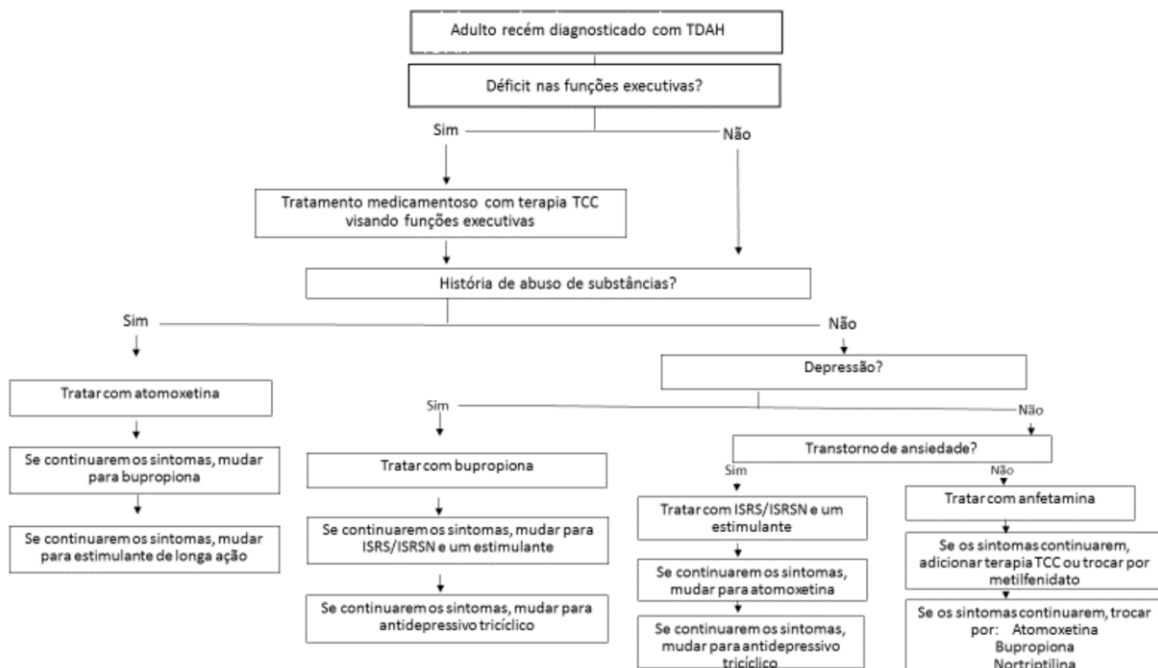 Adulto recém diagnosticado com TDAH
Déficit nas funções executivas?
Sim
Não
Tratamento medicamentoso com terapia TCC
visando funções executivas
História de abuso de substâncias?
Sim
Não
Tratar com atomoxetina
Se continuarem os sintomas, mudar
para bupropiona
Se continuarem os sintomas, mudar
para estimulante de longa ação
Depressão?
Sim
Não
Tratar com bupropiona
Se continuarem os sintomas, mudar para
ISRS/ISRSN e um estimulante
Se continuarem os sintomas, mudar para
antidepressivo tricíclico
Transtorno de ansiedade?
Sim
Não
Tratar com ISRS/ISRSN e um
estimulante
Se continuarem os sintomas,
mudar para atomoxetina
Se continuarem os sintomas,
mudar para antidepressivo
tricíclico
Tratar com anfetamina
Se os sintomas continuarem,
adicionar terapia TCC ou trocar por
metilfenidato
Se os sintomas continuarem, trocar
por: Atomoxetina
Bupropiona
Nortriptilina